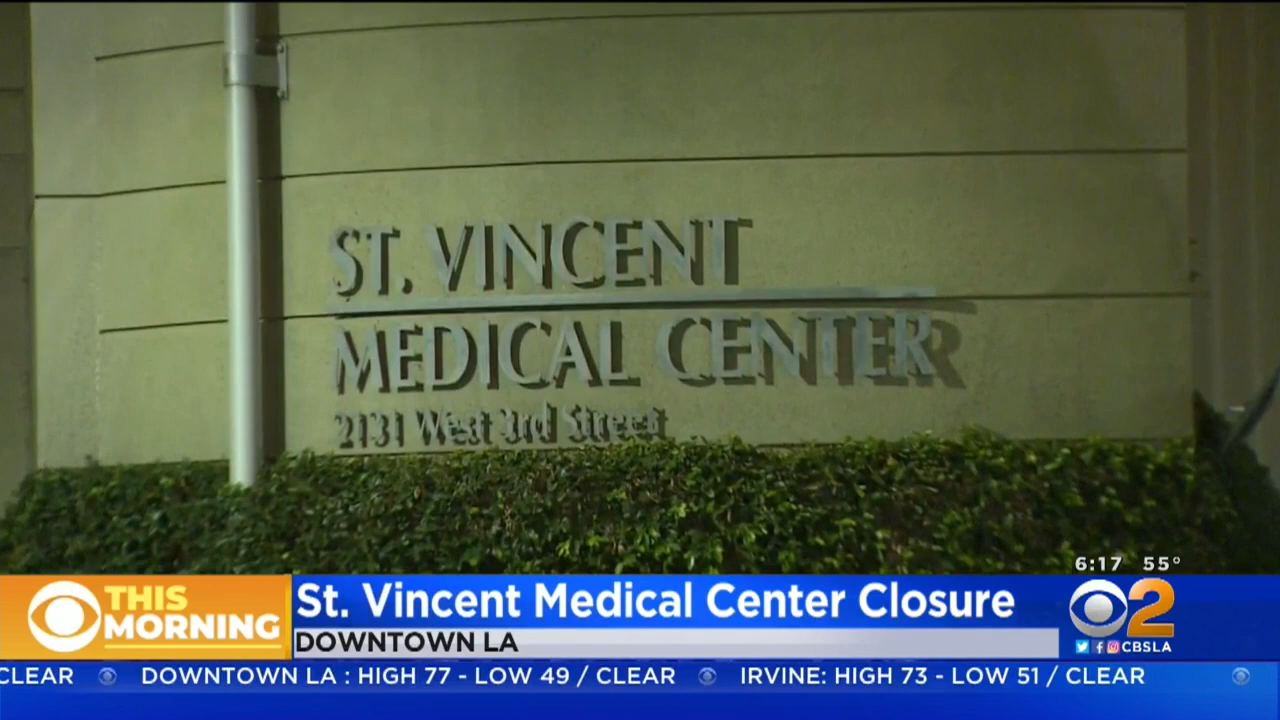 ST. VINCENT
MEDICAL CENTER
2131 West 3rd Street
6:17 55°
THIS
MORNING
St. Vincent Medical Center Closure
DOWNTOWN LA
2
CBSLA
CLEAR DOWNTOWN LA : HIGH 77 - LOW 49 / CLEAR IRVINE: HIGH 73 - LOW 51 / CLEAR